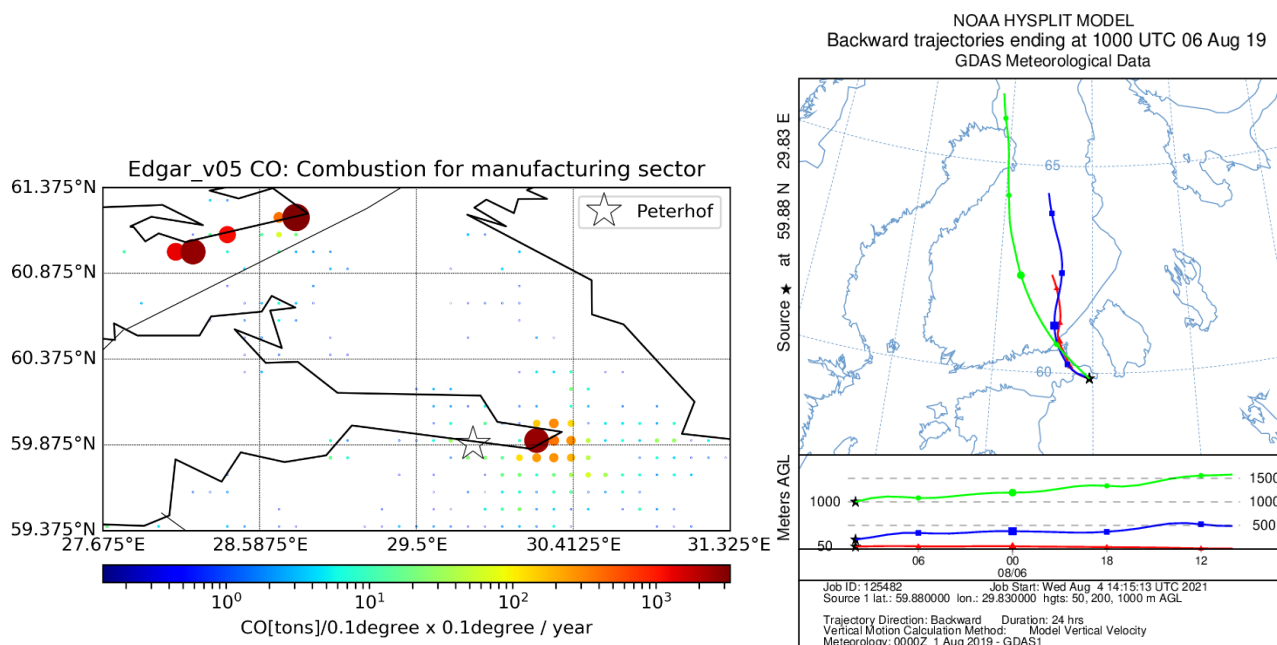 Edgar_v05 CO: Combustion for manufacturing sector
Peterhof
61.375°N
60.875°N
60.375°N
59.875°N
59.375°N
27.675°E 28.5875°E 29.5°E 30.4125°E 31.325°E
10⁰ 10¹ 10² 10³
CO[tons]/0.1degree x 0.1degree / year
NOAA HYSPLIT MODEL
Backward trajectories ending at 1000 UTC 06 Aug 19
GDAS Meteorological Data
Source ★ at 59.88 N 29.83 E
65
60
Meters AGL
1500
1000
500
50
06 00 18 12
08/06
Job ID: 125482 Job Start: Wed Aug 4 14:15:13 UTC 2021
Source 1 lat.: 59.880000 lon.: 29.830000 hgts: 50, 200, 1000 m AGL
Trajectory Direction: Backward Duration: 24 hrs
Vertical Motion Calculation Method: Model Vertical Velocity
Meteorology: 0000Z 1 Aug 2019 - GDAS1